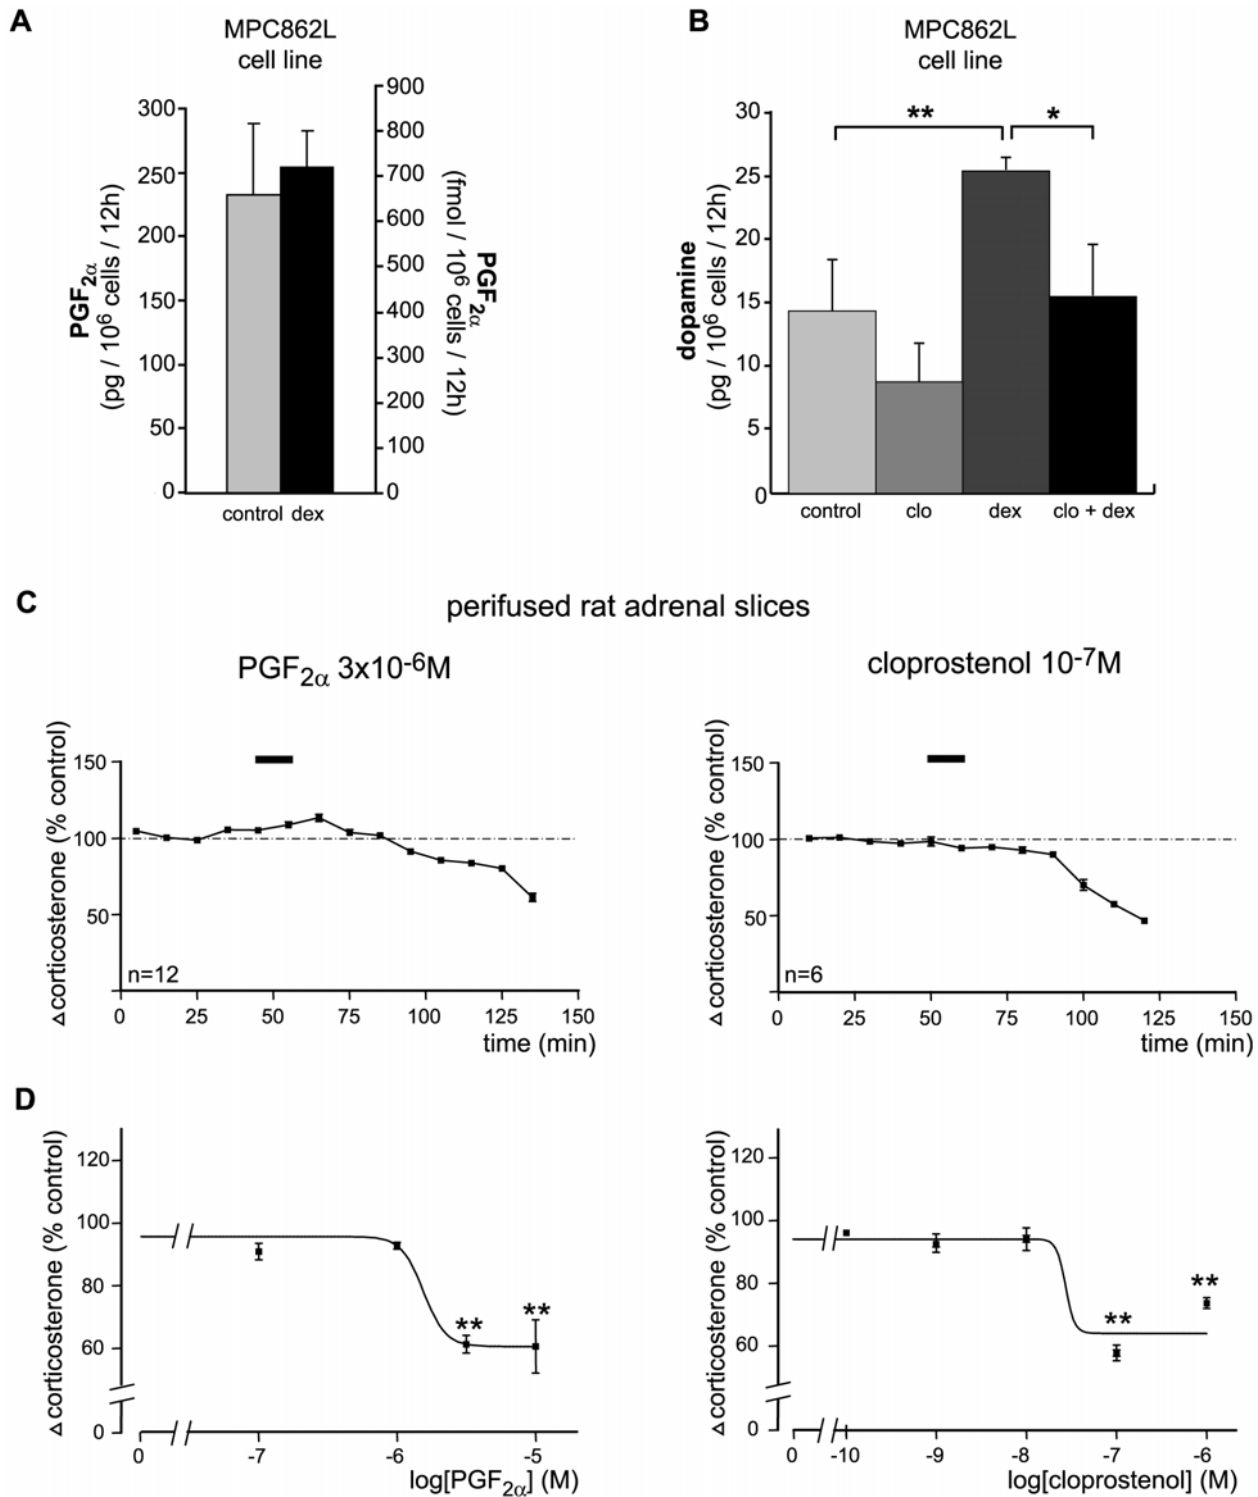 A
MPC862L
cell line
300
250
200
150
100
50
0
PGF2α
(pg / 10^6 cells / 12h)
900
800
700
600
500
400
300
200
100
0
PGF2α
(fmol / 10^6 cells / 12h)
control dex
B
MPC862L
cell line
30
25
20
15
10
5
0
dopamine
(pg / 10^6 cells / 12h)
** *
control clo dex clo + dex
C
perifused rat adrenal slices
PGF2α 3x10^-6M
Δcorticosterone (% control)
150
100
50
n=12
0 25 50 75 100 125 150
time (min)
cloprostenol 10^-7M
Δcorticosterone (% control)
150
100
50
n=6
0 25 50 75 100 125 150
time (min)
D
Δcorticosterone (% control)
120
100
80
60
0
** **
0 -7 -6 -5
log[PGF2α] (M)
Δcorticosterone (% control)
120
100
80
60
0
** **
0 -10 -9 -8 -7 -6
log[cloprostenol] (M)